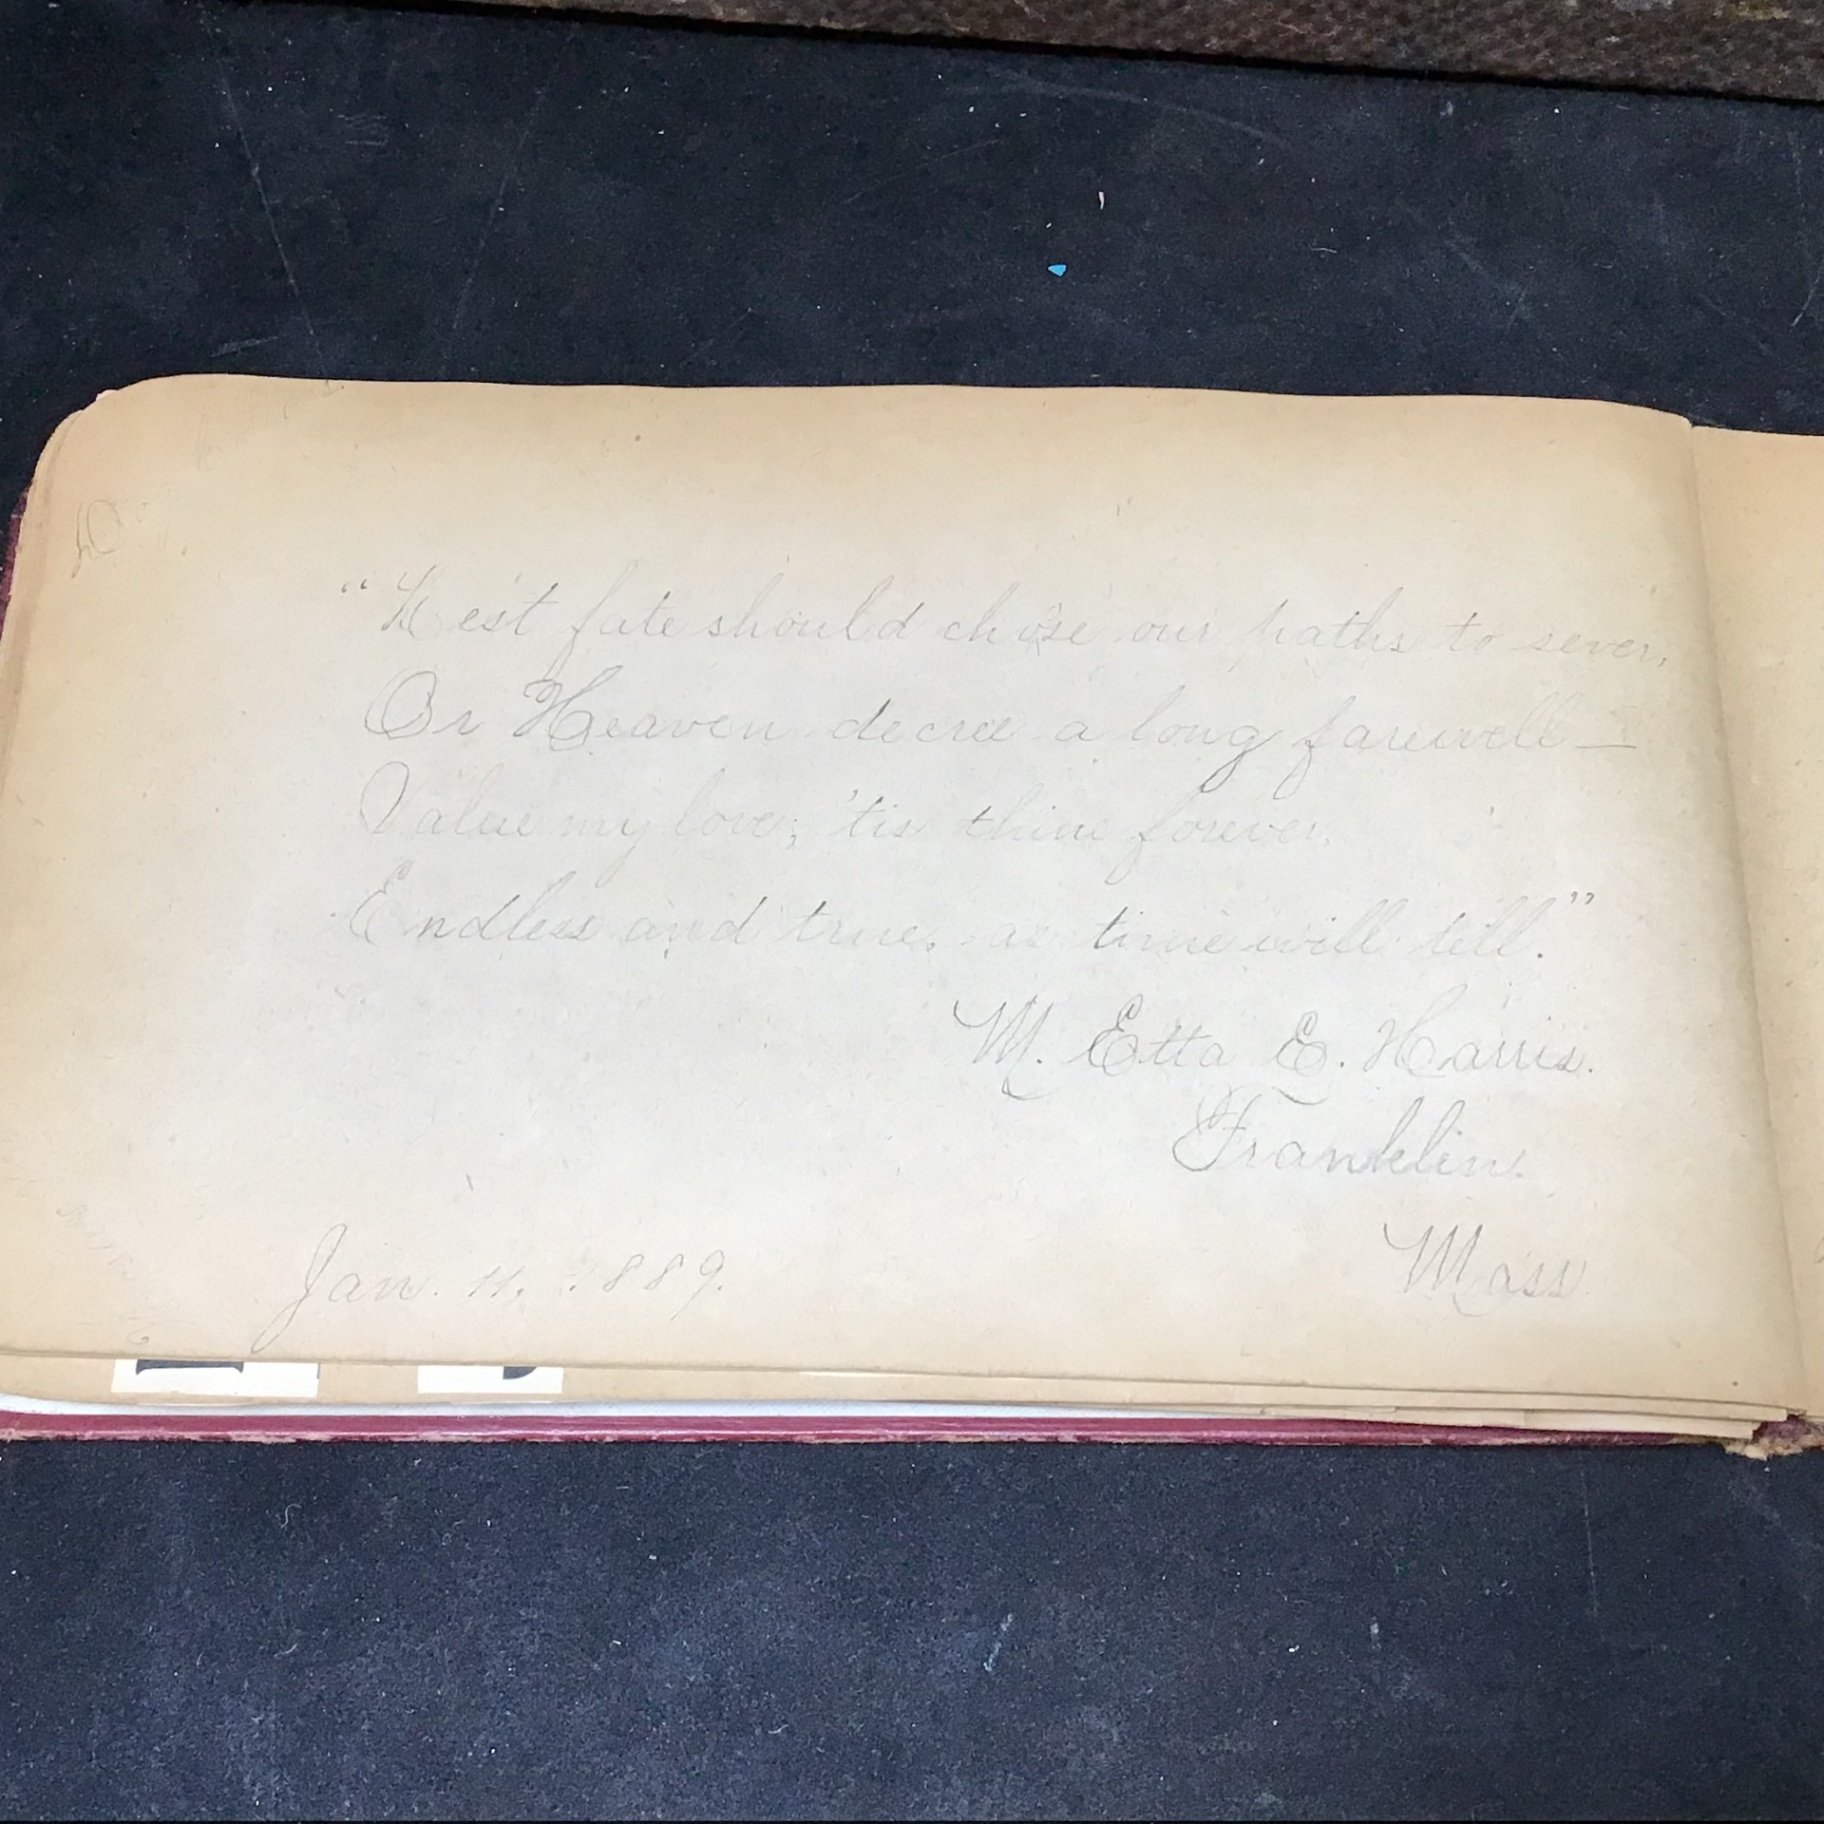 "Lest fate should chose our paths to sever,
Or Heaven decree a long farewell —
Value my love; 'tis thine forever,
Endless and true, as time will tell."
M. Etta E. Harris.
Franklin.
Mass
Jan. 11, 1889.